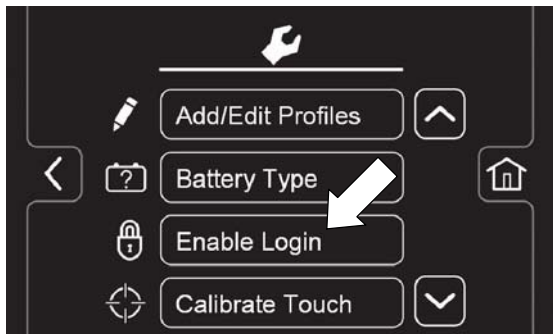 Add/Edit Profiles
Battery Type
Enable Login
Calibrate Touch